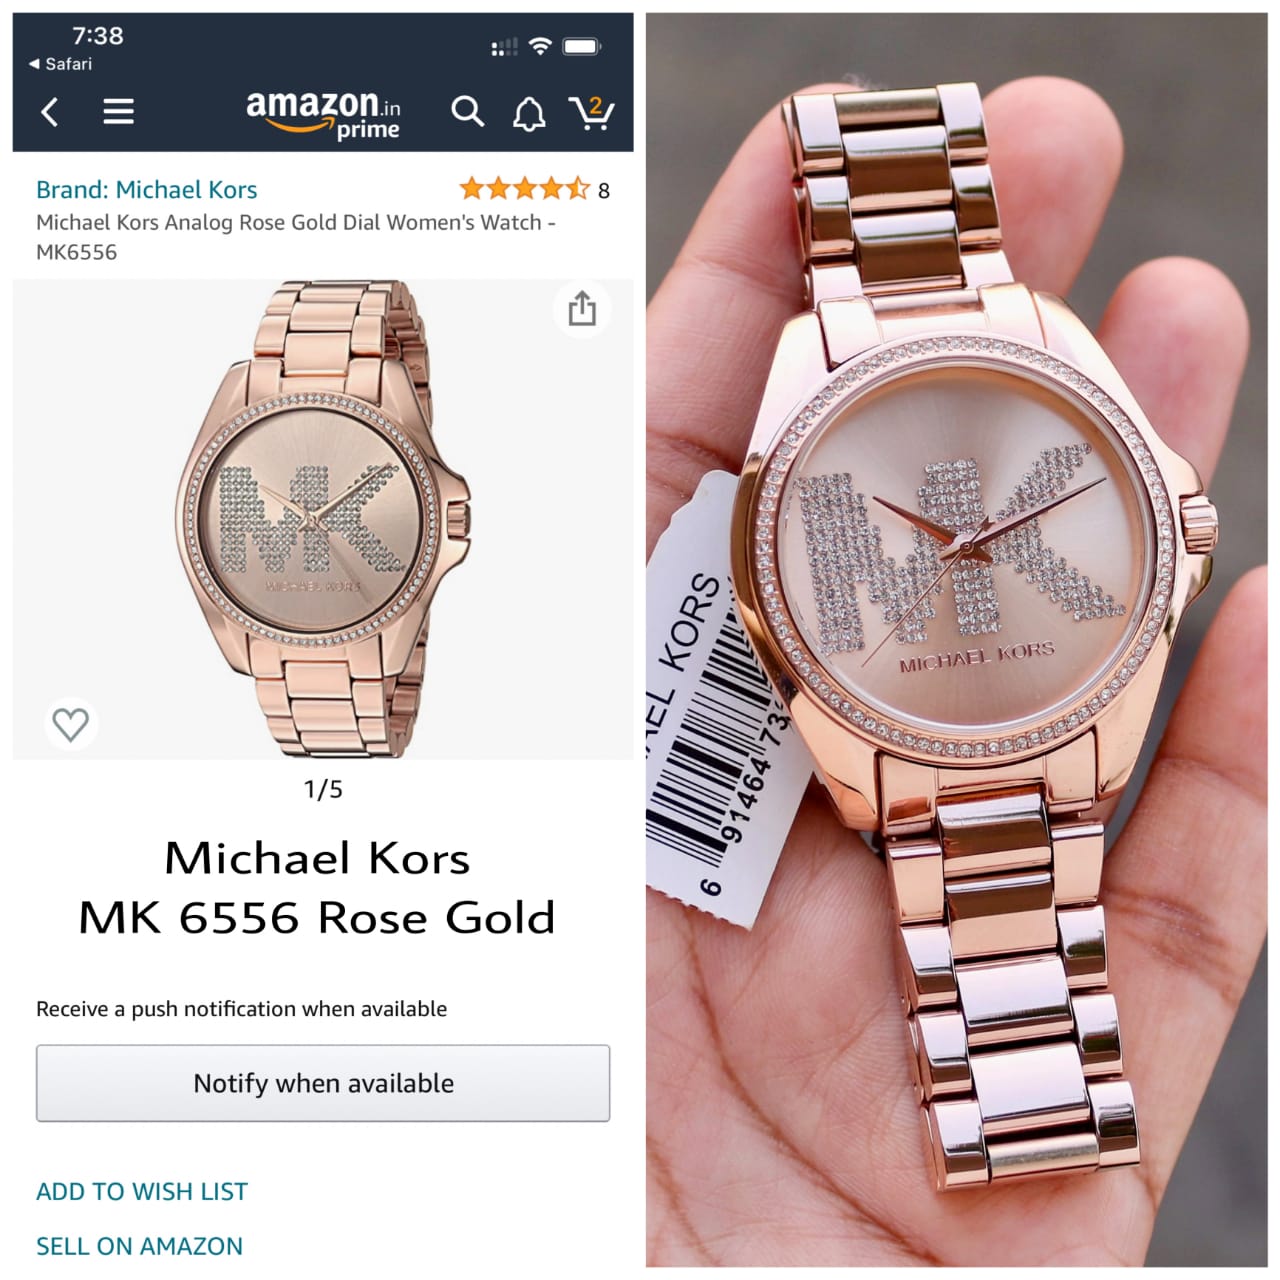 7:38
◀ Safari
amazon.in
prime
2
Brand: Michael Kors
8
Michael Kors Analog Rose Gold Dial Women's Watch -
MK6556
MK
MICHAEL KORS
1/5
Michael Kors
MK 6556 Rose Gold
Receive a push notification when available
Notify when available
ADD TO WISH LIST
SELL ON AMAZON
MK
MICHAEL KORS
KORS
6 91464 73